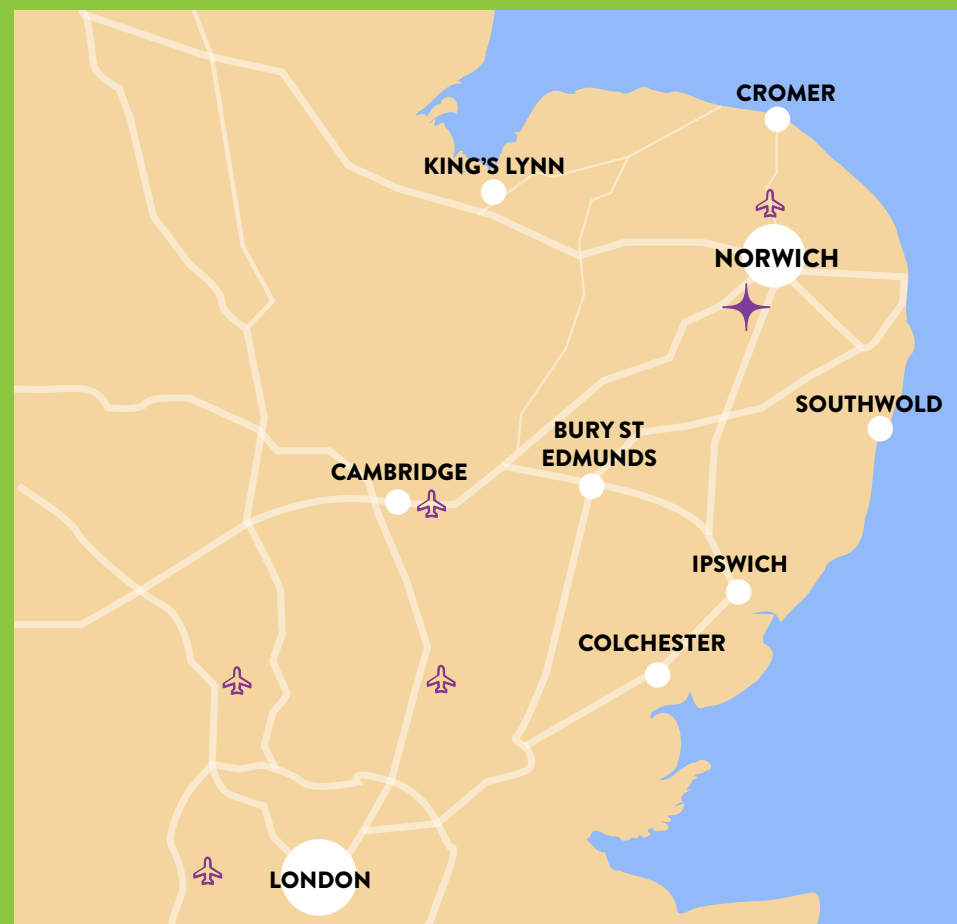 CROMER
KING'S LYNN
NORWICH
SOUTHWOLD
BURY ST
EDMUNDS
CAMBRIDGE
IPSWICH
COLCHESTER
LONDON